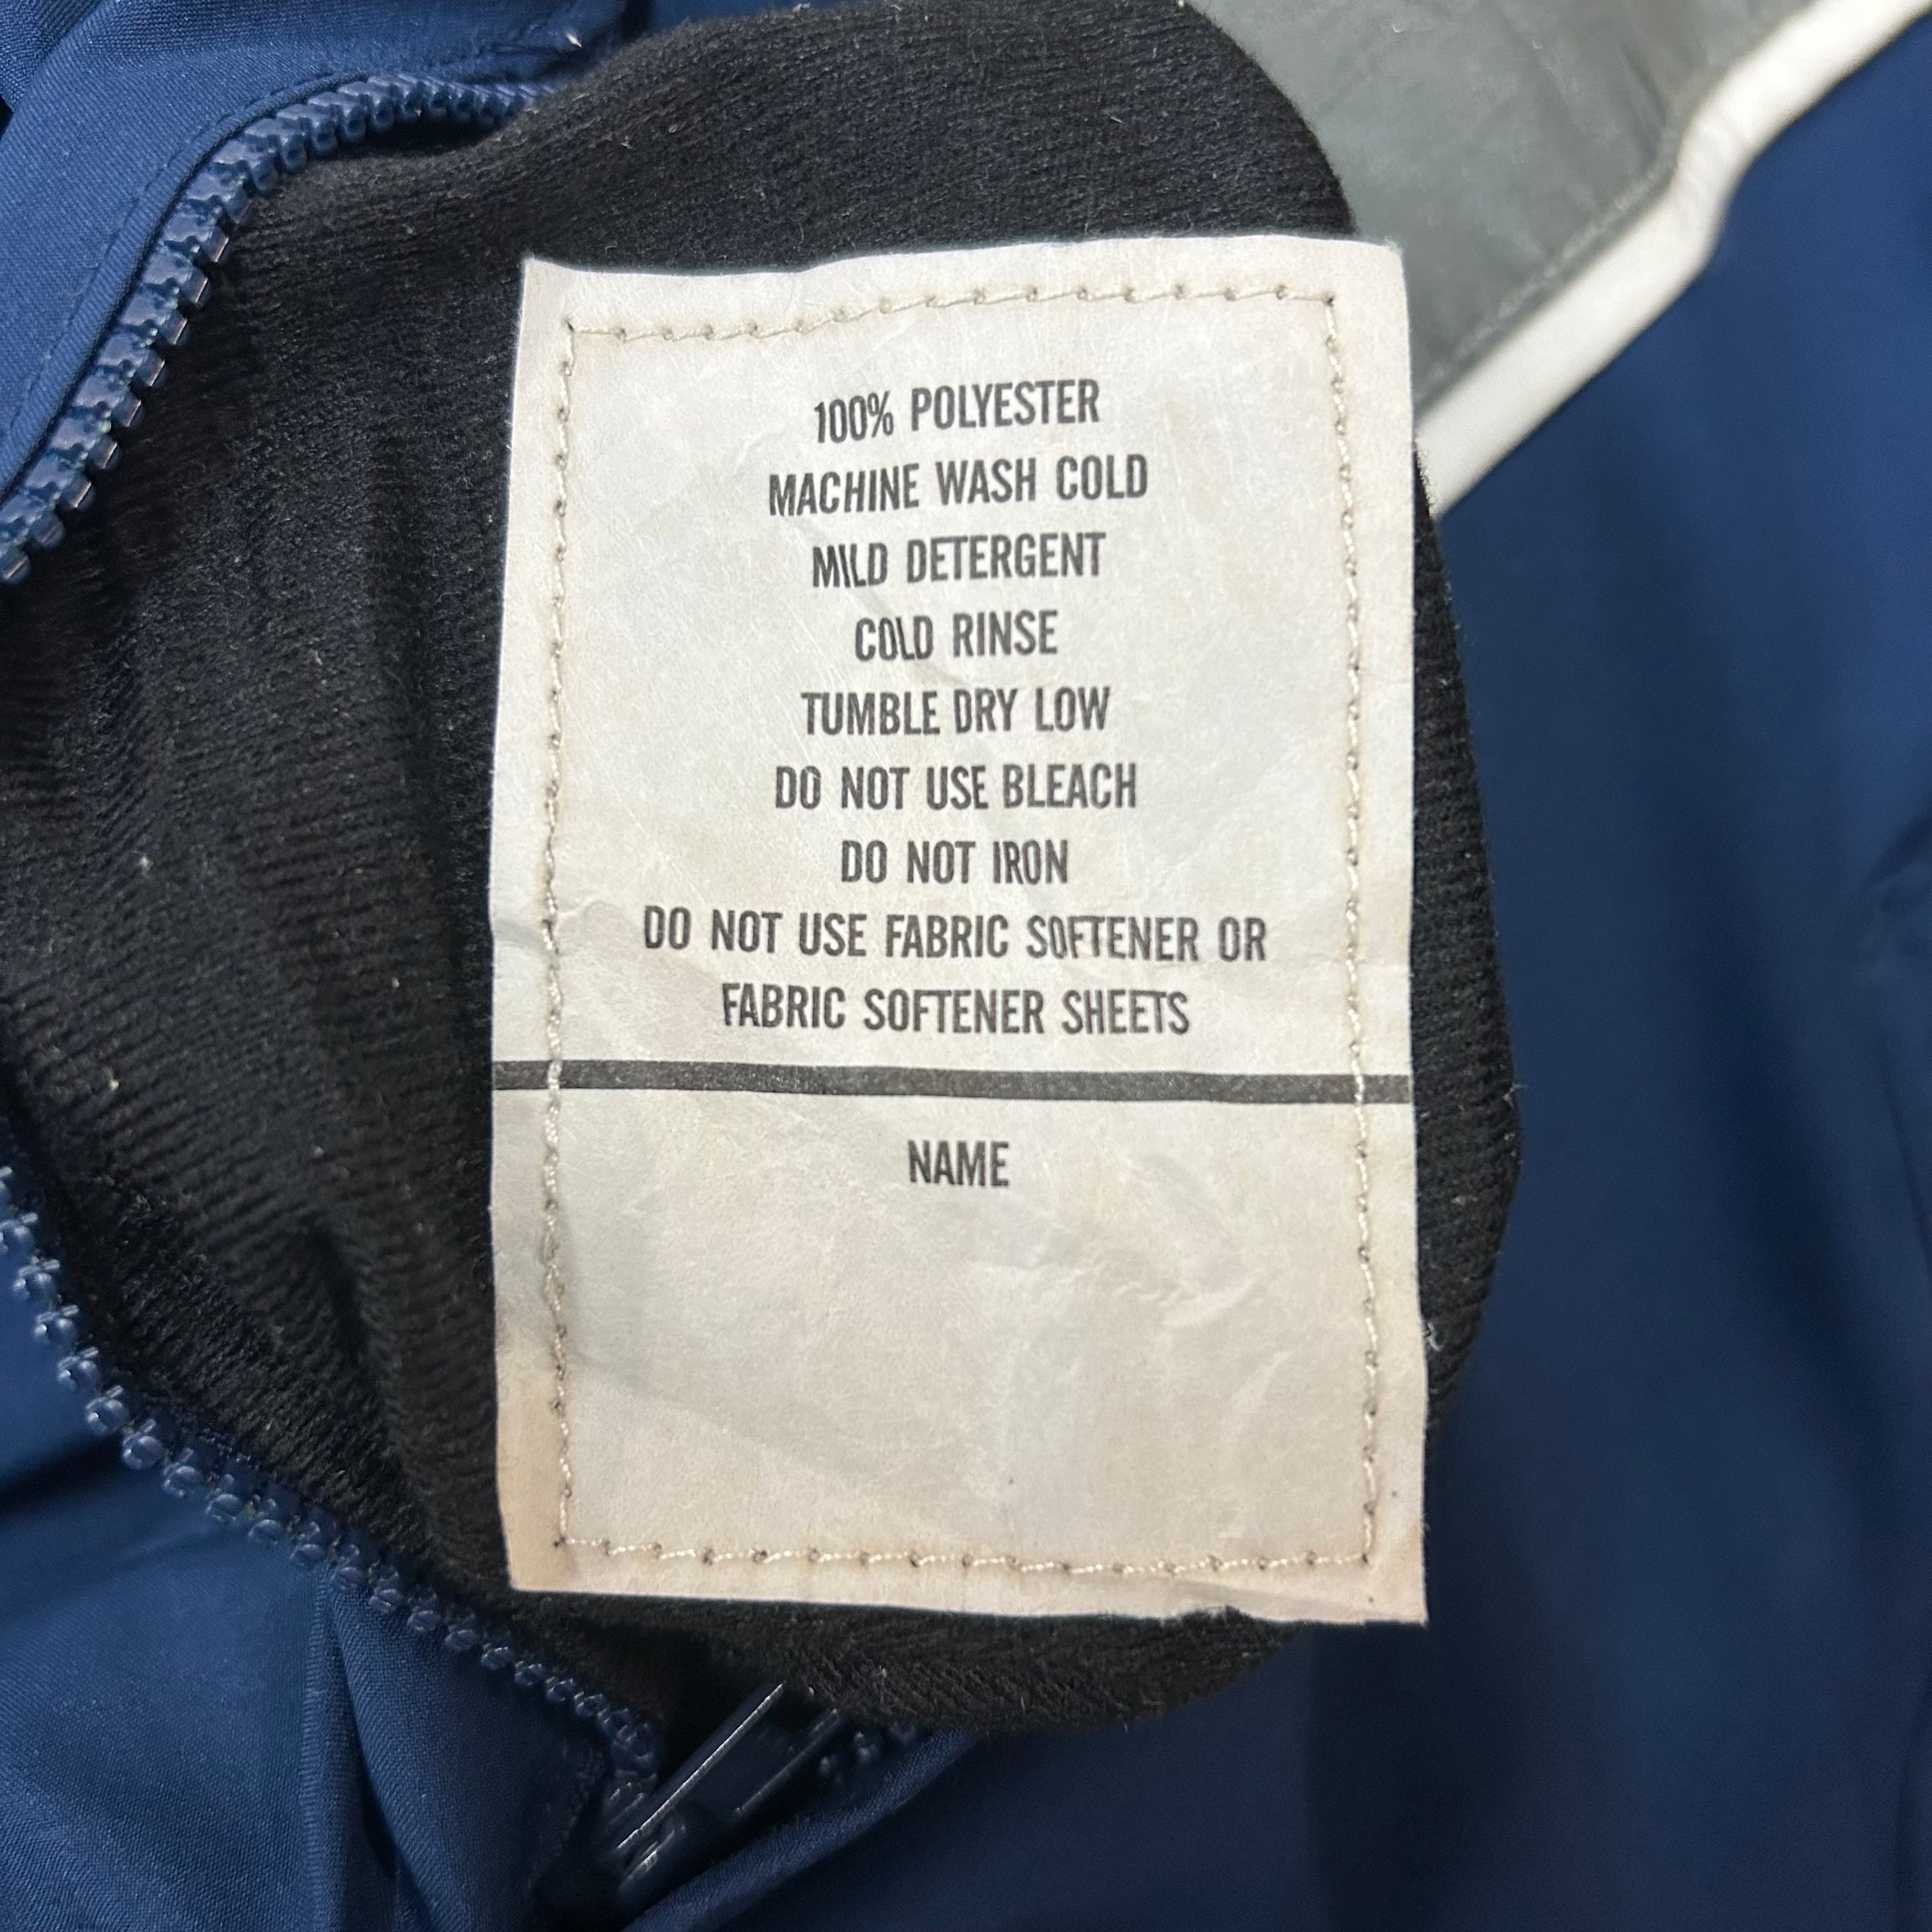 100% POLYESTER
MACHINE WASH COLD
MILD DETERGENT
COLD RINSE
TUMBLE DRY LOW
DO NOT USE BLEACH
DO NOT IRON
DO NOT USE FABRIC SOFTENER OR
FABRIC SOFTENER SHEETS
NAME